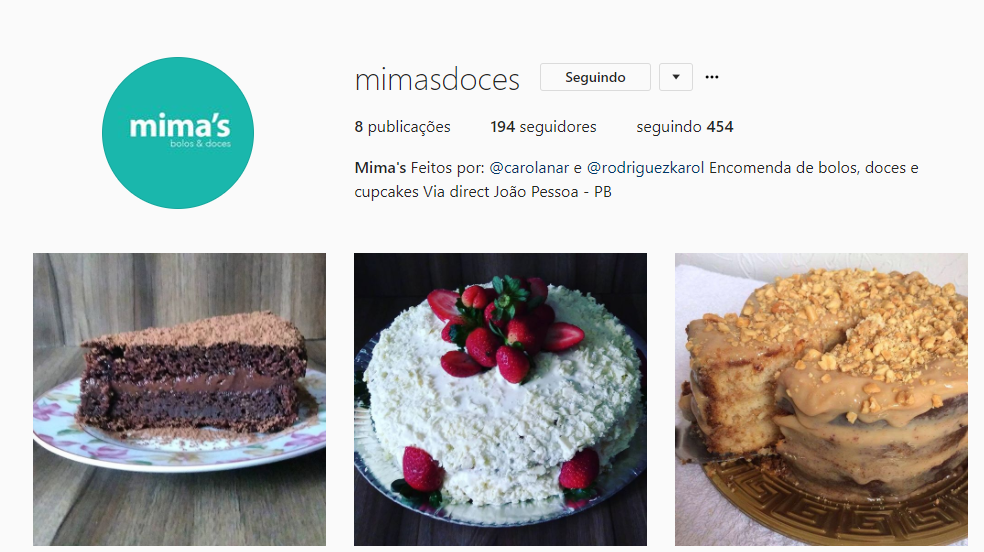 mima's
bolos & doces
mimasdoces Seguindo
8 publicações 194 seguidores seguindo 454
Mima's Feitos por: @carolanar e @rodriguezkarol Encomenda de bolos, doces e
cupcakes Via direct João Pessoa - PB